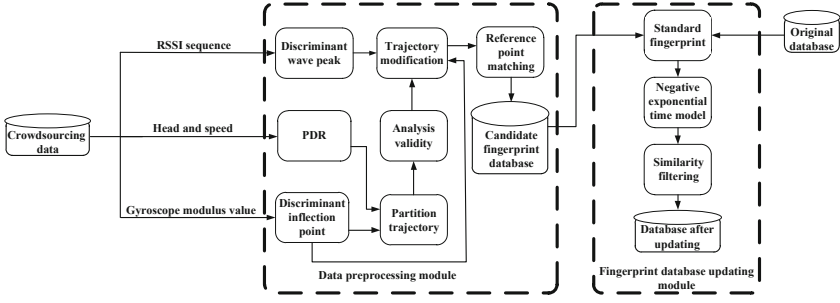 RSSI sequence
Discriminant
wave peak
Trajectory
modification
Reference
point
matching
Standard
fingerprint
Original
database
Crowdsourcing
data
Head and speed
PDR
Analysis
validity
Candidate
fingerprint
database
Negative
exponential
time model
Similarity
filtering
Gyroscope modulus value
Discriminant
inflection
point
Partition
trajectory
Database after
updating
Data preprocessing module
Fingerprint database updating
module